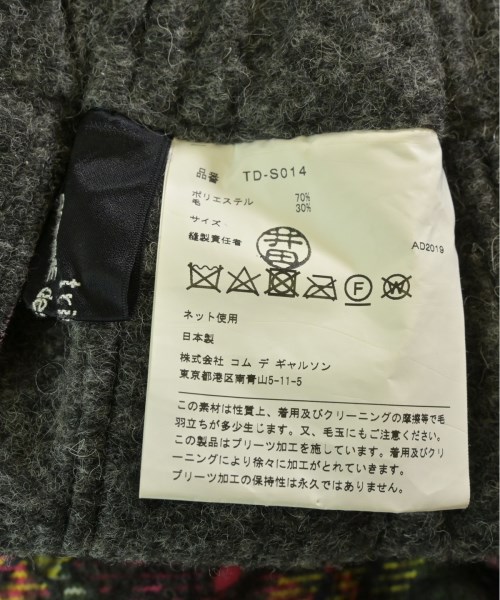 品番 TD-S014
ポリエステル 70%
毛 30%
サイズ
縫製責任者
井
AD2019
F
W
ネット使用
日本製
株式会社 コム デ ギャルソン
東京都港区南青山5-11-5
この素材は性質上、着用及びクリーニングの摩擦等で毛
羽立ちが多少生じます。又、毛玉にもご注意ください。
この製品はプリーツ加工を施しています。着用及びクリ
ーニングにより徐々に加工がとれていきます。
プリーツ加工の保持性は永久ではありません。
tri
de